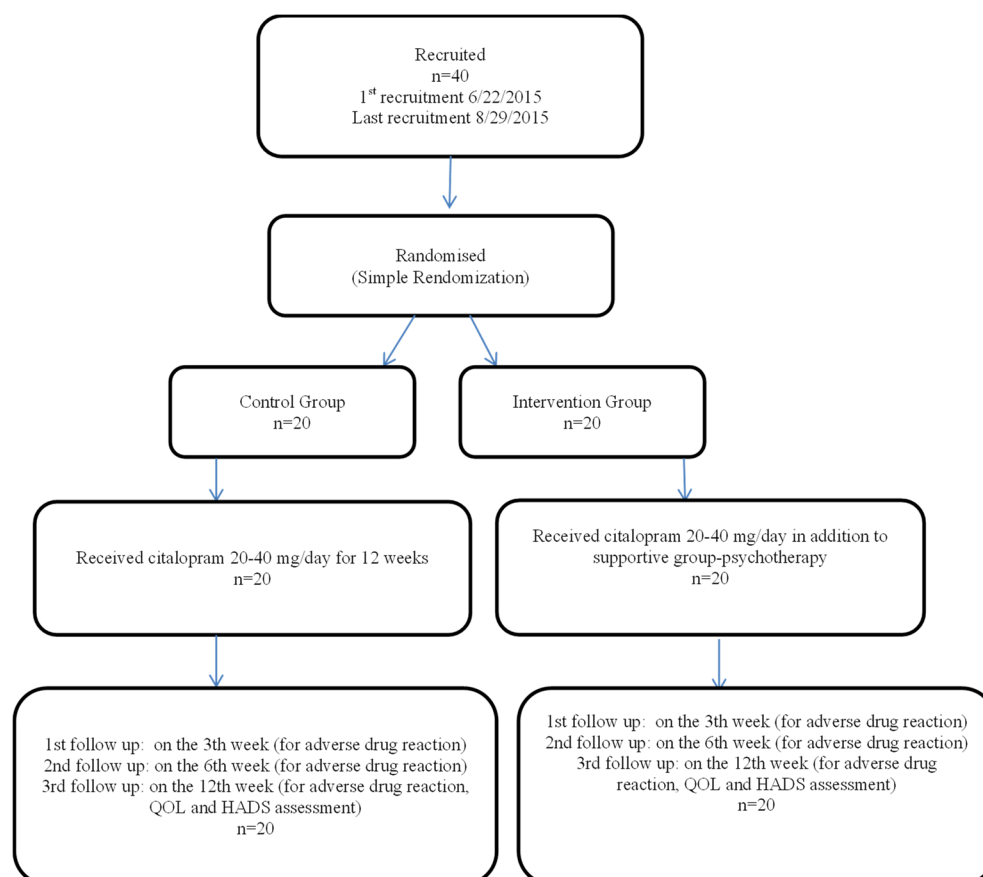 Recruited
n=40
1st recruitment 6/22/2015
Last recruitment 8/29/2015
Randomised
(Simple Rendomization)
Control Group
n=20
Intervention Group
n=20
Received citalopram 20-40 mg/day for 12 weeks
n=20
Received citalopram 20-40 mg/day in addition to
supportive group-psychotherapy
n=20
1st follow up: on the 3th week (for adverse drug reaction)
2nd follow up: on the 6th week (for adverse drug reaction)
3rd follow up: on the 12th week (for adverse drug reaction,
QOL and HADS assessment)
n=20
1st follow up: on the 3th week (for adverse drug reaction)
2nd follow up: on the 6th week (for adverse drug reaction)
3rd follow up: on the 12th week (for adverse drug
reaction, QOL and HADS assessment)
n=20